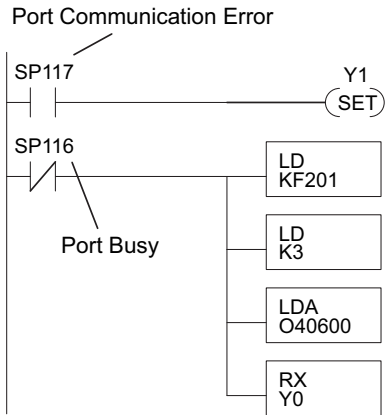 Port Communication Error
SP117
Y1
SET
SP116
LD
KF201
Port Busy
LD
K3
LDA
O40600
RX
Y0